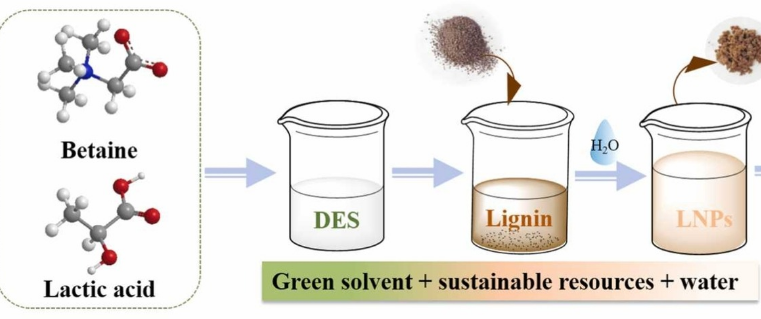 Betaine
Lactic acid
DES
Lignin
H₂O
LNPs
Green solvent + sustainable resources + water